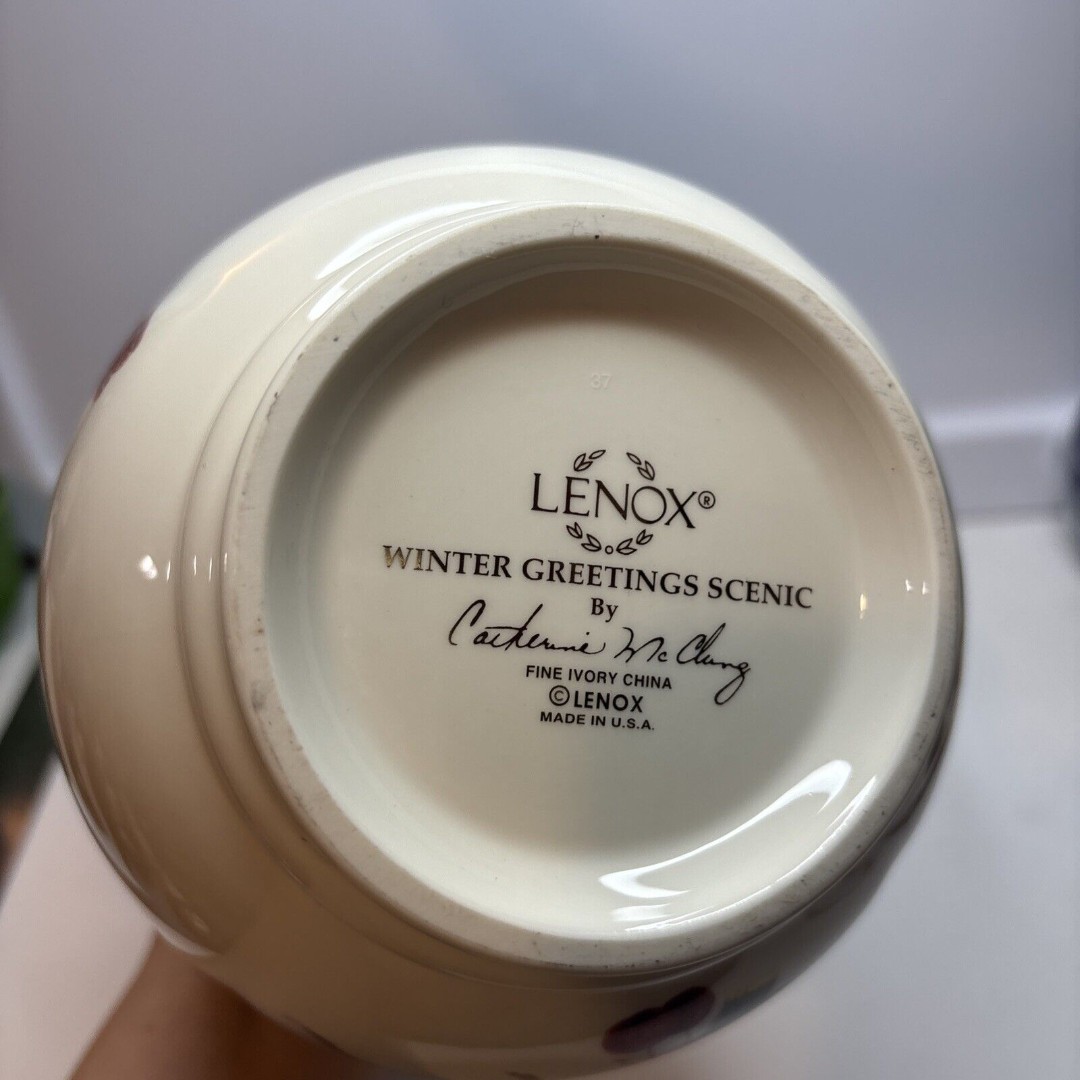 37
LENOX®
WINTER GREETINGS SCENIC
By
Catherine McClung
FINE IVORY CHINA
©LENOX
MADE IN U.S.A.